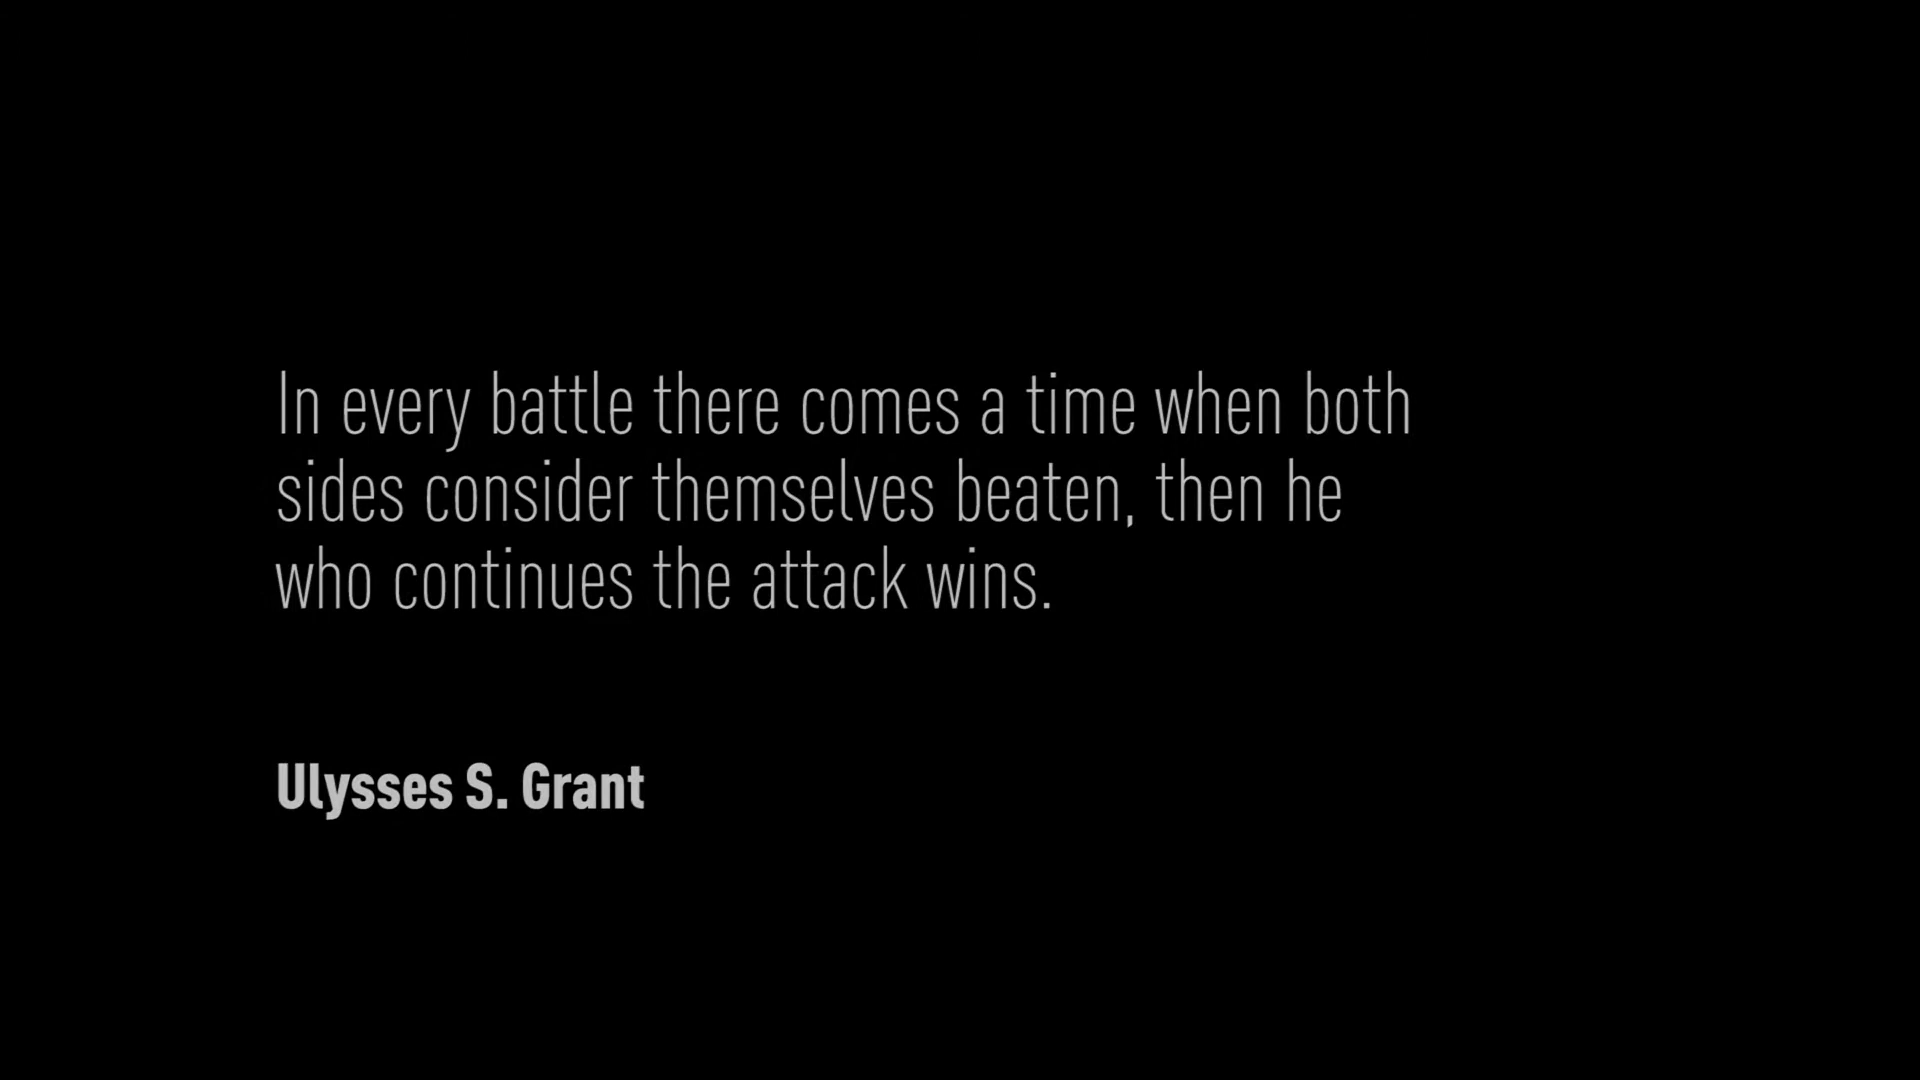 In every battle there comes a time when both
sides consider themselves beaten, then he
who continues the attack wins.
Ulysses S. Grant